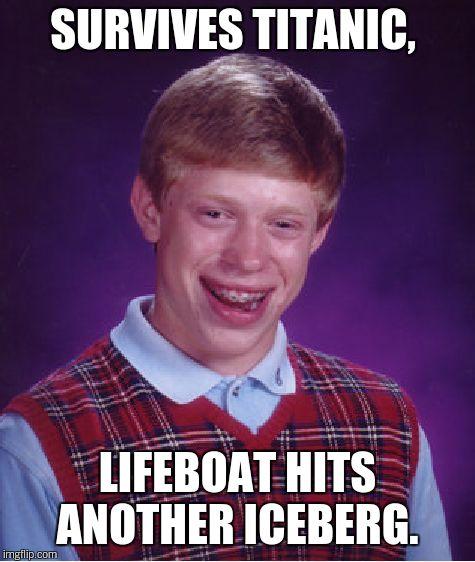 SURVIVES TITANIC,
LIFEBOAT HITS
ANOTHER ICEBERG.
imgflip.com